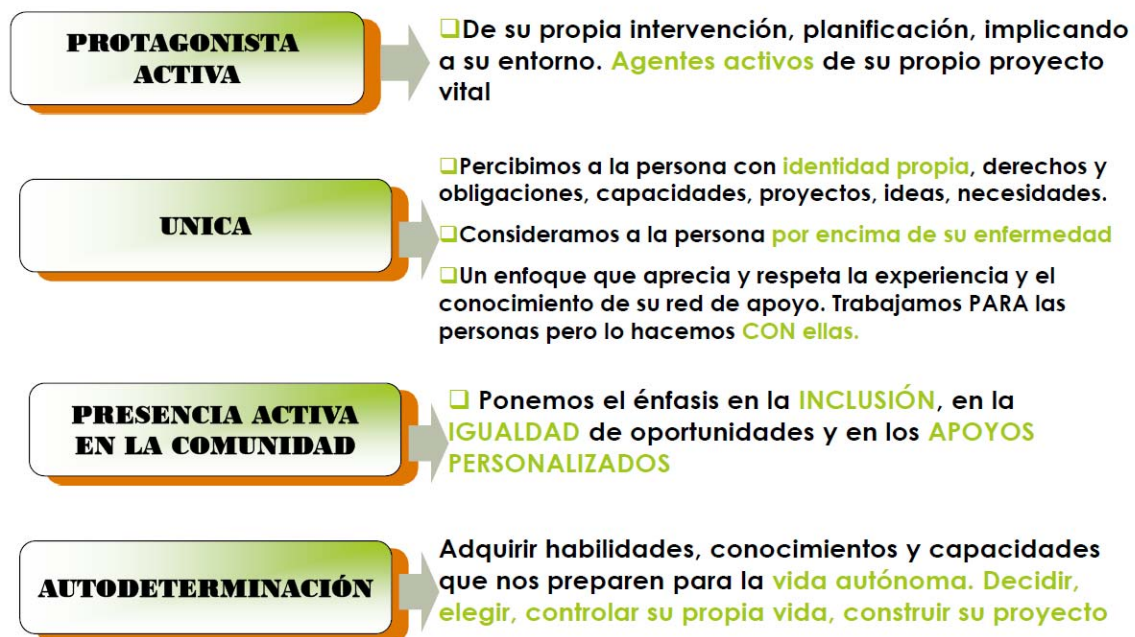 PROTAGONISTA
ACTIVA
❑De su propia intervención, planificación, implicando
a su entorno. Agentes activos de su propio proyecto
vital
UNICA
❑Percibimos a la persona con identidad propia, derechos y
obligaciones, capacidades, proyectos, ideas, necesidades.
❑Consideramos a la persona por encima de su enfermedad
❑Un enfoque que aprecia y respeta la experiencia y el
conocimiento de su red de apoyo. Trabajamos PARA las
personas pero lo hacemos CON ellas.
PRESENCIA ACTIVA
EN LA COMUNIDAD
❑ Ponemos el énfasis en la INCLUSIÓN, en la
IGUALDAD de oportunidades y en los APOYOS
PERSONALIZADOS
AUTODETERMINACIÓN
Adquirir habilidades, conocimientos y capacidades
que nos preparen para la vida autónoma. Decidir,
elegir, controlar su propia vida, construir su proyecto